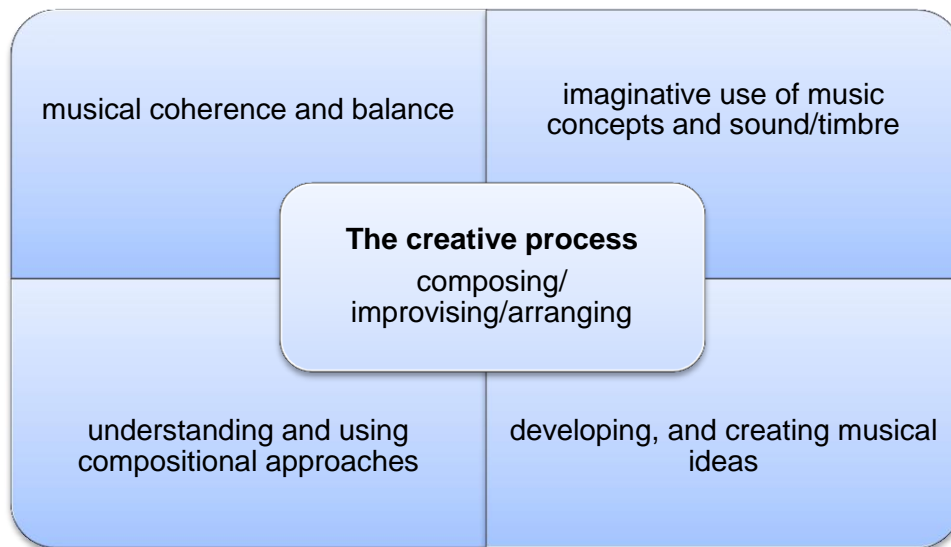 musical coherence and balance
imaginative use of music
concepts and sound/timbre
The creative process
composing/
improvising/arranging
understanding and using
compositional approaches
developing, and creating musical
ideas